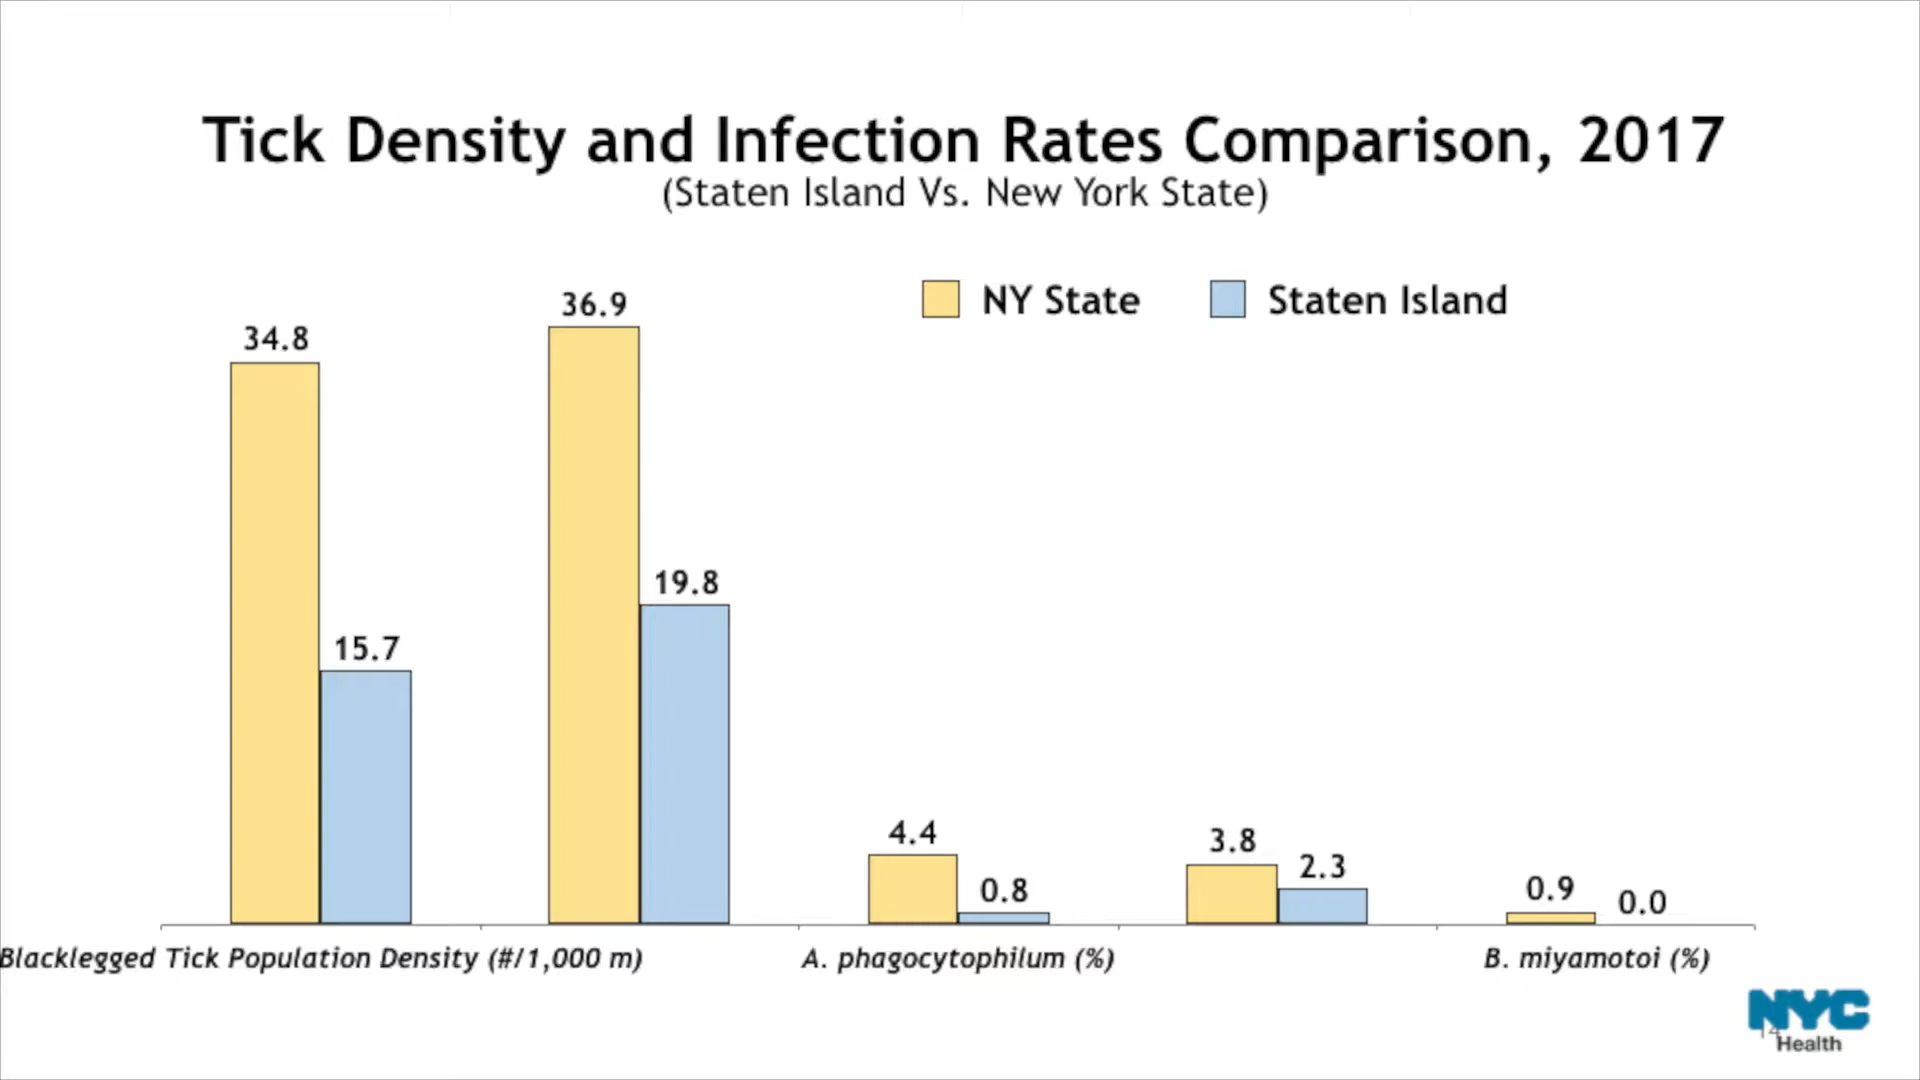 Tick Density and Infection Rates Comparison, 2017
(Staten Island Vs. New York State)
NY State
Staten Island
34.8
15.7
36.9
19.8
4.4
0.8
3.8
2.3
0.9
0.0
Blacklegged Tick Population Density (#/1,000 m)
A. phagocytophilum (%)
B. miyamotoi (%)
NYC
14
Health